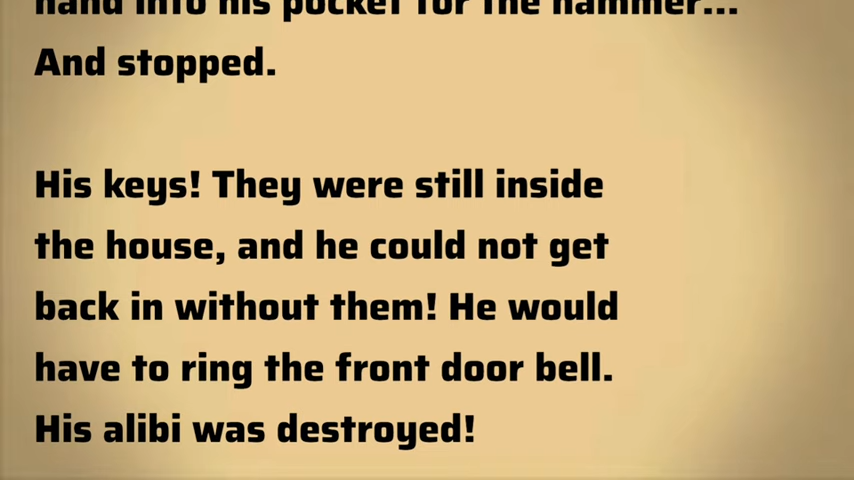 hand into his pocket for the hammer...
And stopped.
His keys! They were still inside
the house, and he could not get
back in without them! He would
have to ring the front door bell.
His alibi was destroyed!